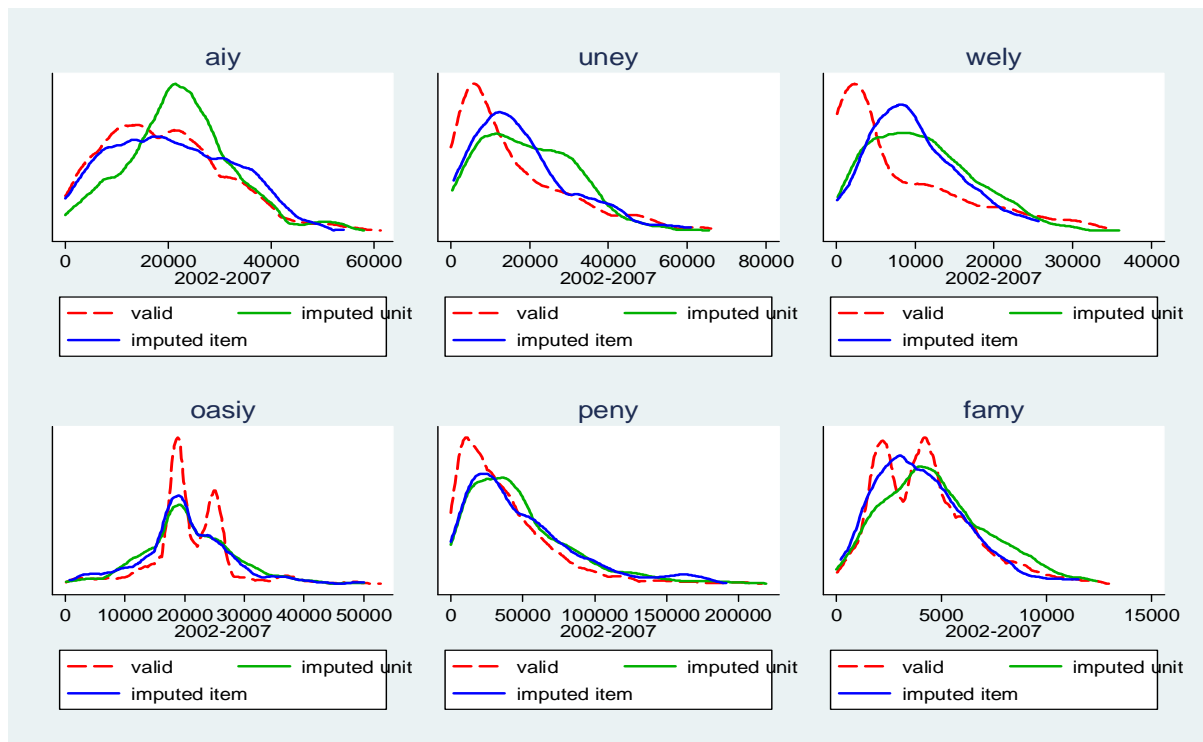 aiy
0 20000 40000 60000
2002-2007
valid imputed unit
imputed item
uney
0 20000 40000 60000 80000
2002-2007
valid imputed unit
imputed item
wely
0 10000 20000 30000 40000
2002-2007
valid imputed unit
imputed item
oasiy
0 10000 20000 30000 40000 50000
2002-2007
valid imputed unit
imputed item
peny
0 50000 100000 150000 200000
2002-2007
valid imputed unit
imputed item
famy
0 5000 10000 15000
2002-2007
valid imputed unit
imputed item